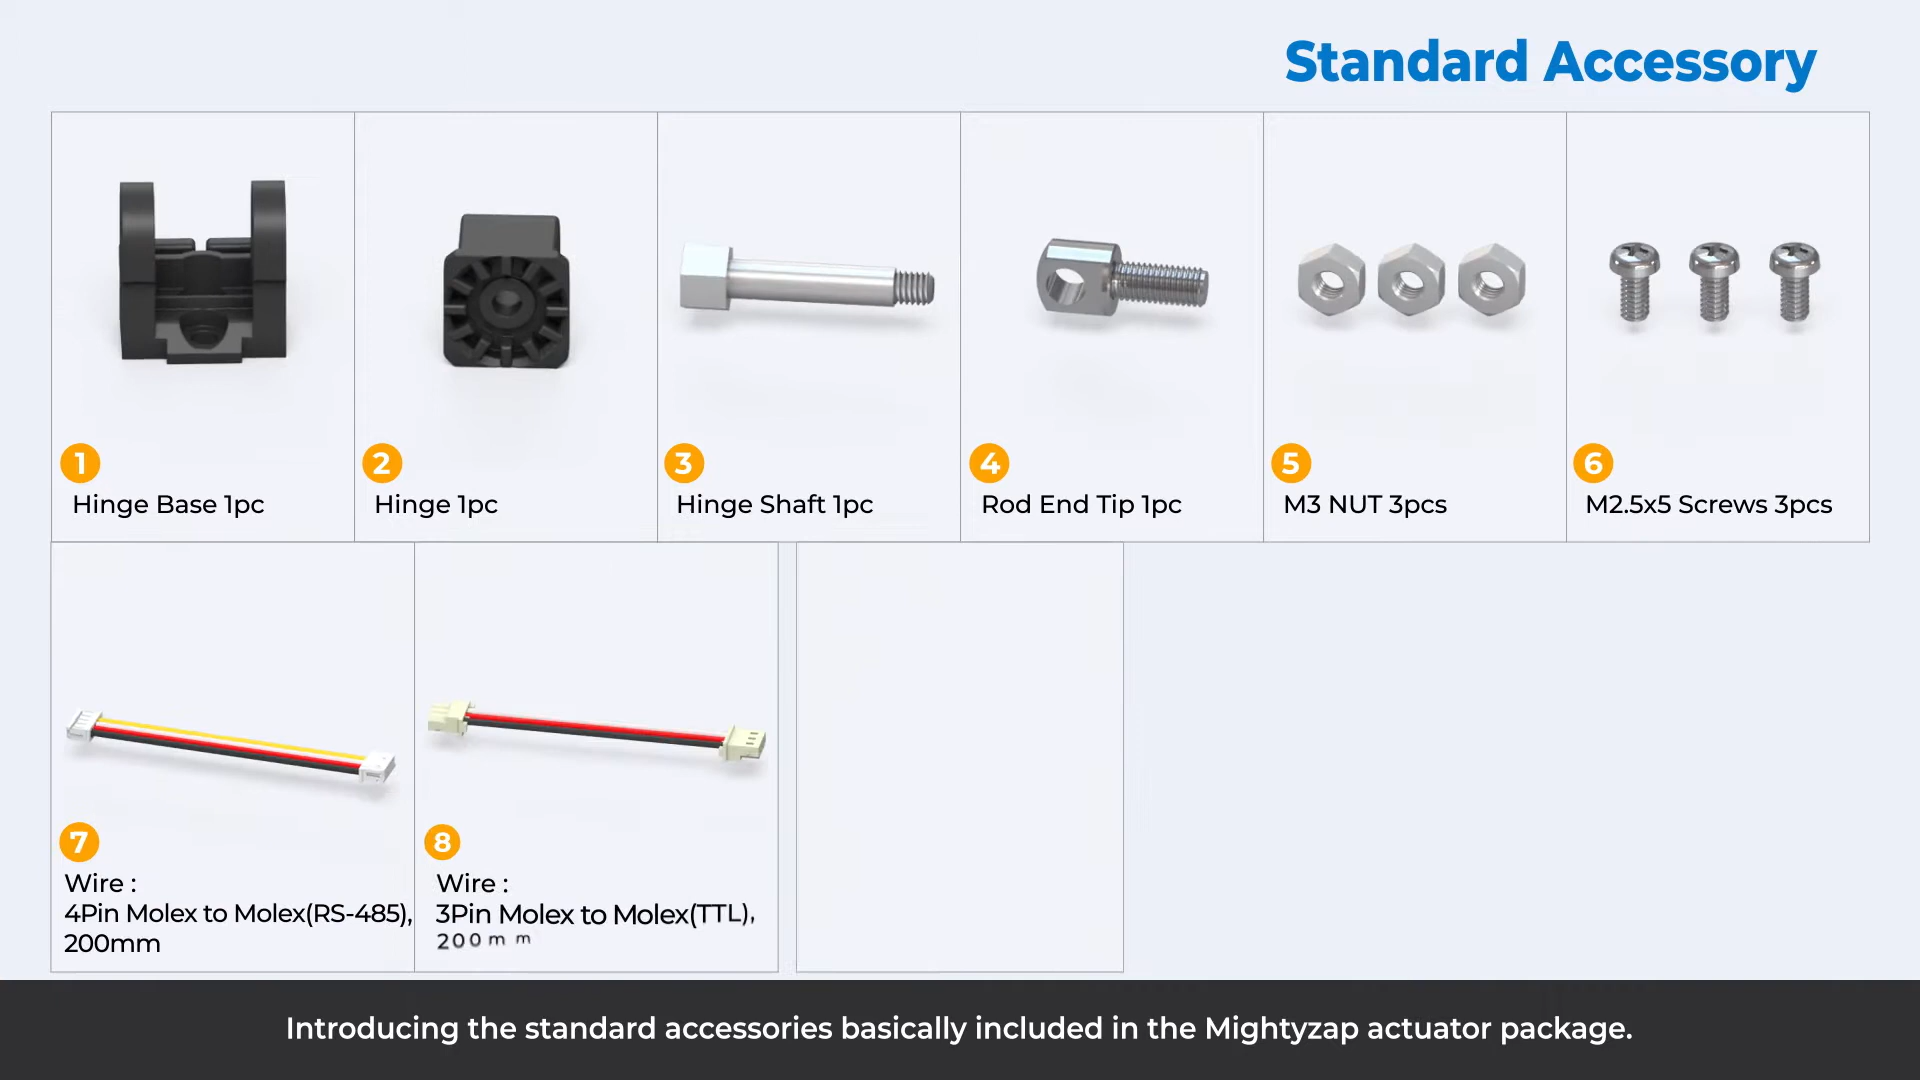 Standard Accessory
1
Hinge Base 1pc
2
Hinge 1pc
3
Hinge Shaft 1pc
4
Rod End Tip 1pc
5
M3 NUT 3pcs
6
M2.5x5 Screws 3pcs
7
Wire :
4Pin Molex to Molex(RS-485),
200mm
8
Wire :
3Pin Molex to Molex(TTL),
200mm
Introducing the standard accessories basically included in the Mightyzap actuator package.